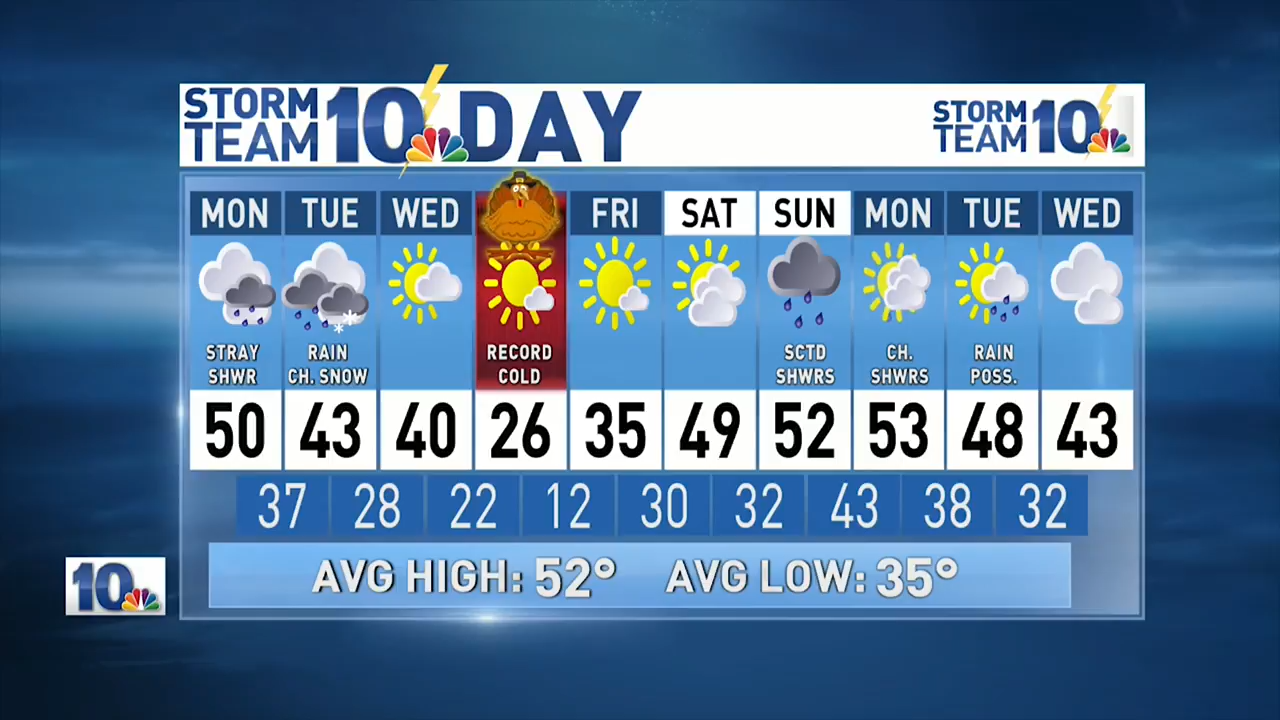 STORM TEAM 10 DAY
STORM TEAM 10
MON TUE WED FRI SAT SUN MON TUE WED
STRAY SHWR
RAIN CH. SNOW
RECORD COLD
SCTD SHWRS
CH. SHWRS
RAIN POSS.
50 43 40 26 35 49 52 53 48 43
37 28 22 12 30 32 43 38 32
AVG HIGH: 52° AVG LOW: 35°
10